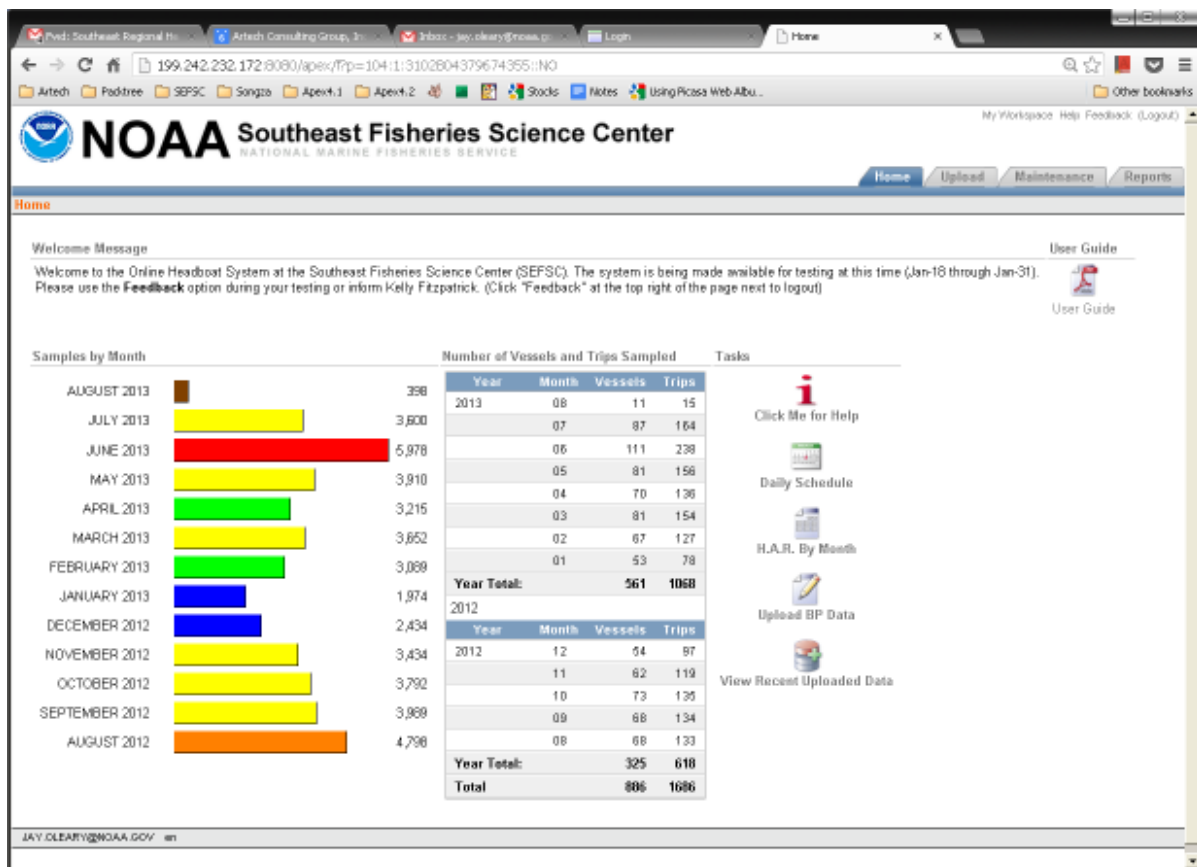 Fwd: Southeast Regional He
Artech Consulting Group, In
Inbox - jay.oleary@noaa.g
Login
Home
199.242.232.172:8080/apex/f?p=104:1:3102804379674355::NO
Artech
Packtree
SEFSC
Songza
Apex4.1
Apex4.2
Stocks
Notes
Using Picasa Web Albu...
Other bookmarks
My Workspace Help Feedback (Logout)
NOAA Southeast Fisheries Science Center
NATIONAL MARINE FISHERIES SERVICE
Home Upload Maintenance Reports
Home
Welcome Message
Welcome to the Online Headboat System at the Southeast Fisheries Science Center (SEFSC). The system is being made available for testing at this time (Jan-18 through Jan-31).
Please use the Feedback option during your testing or inform Kelly Fitzpatrick. (Click "Feedback" at the top right of the page next to logout)
User Guide
User Guide
Samples by Month
AUGUST 2013 398
JULY 2013 3,600
JUNE 2013 5,978
MAY 2013 3,910
APRIL 2013 3,215
MARCH 2013 3,652
FEBRUARY 2013 3,089
JANUARY 2013 1,974
DECEMBER 2012 2,434
NOVEMBER 2012 3,434
OCTOBER 2012 3,792
SEPTEMBER 2012 3,989
AUGUST 2012 4,798
Number of Vessels and Trips Sampled
Year Month Vessels Trips
2013 08 11 15
07 87 164
06 111 238
05 81 156
04 70 136
03 81 154
02 67 127
01 53 78
Year Total: 561 1068
2012
Year Month Vessels Trips
2012 12 54 97
11 62 119
10 73 135
09 68 134
08 68 133
Year Total: 325 618
Total 886 1686
Tasks
Click Me for Help
Daily Schedule
H.A.R. By Month
Upload BP Data
View Recent Uploaded Data
JAY.OLEARY@NOAA.GOV en